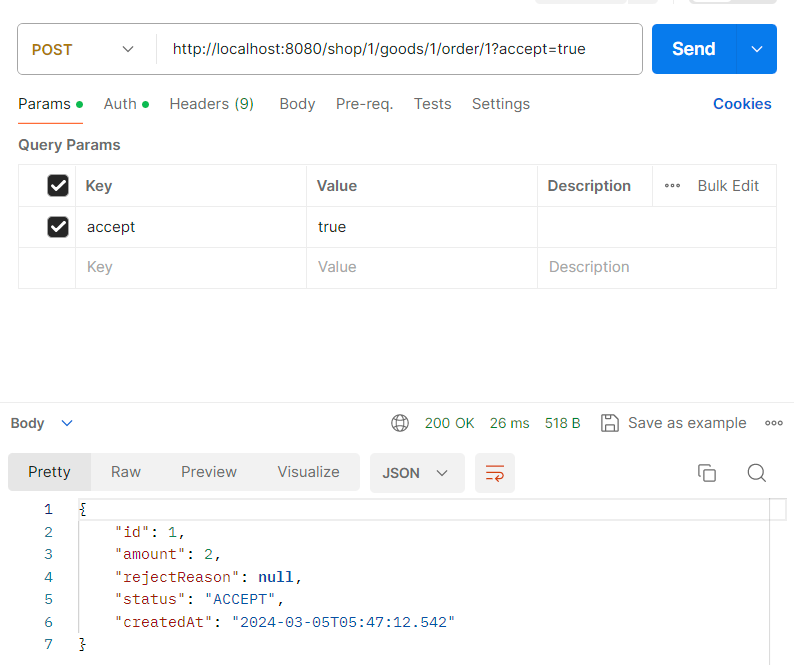 POST http://localhost:8080/shop/1/goods/1/order/1?accept=true Send
Params Auth Headers (9) Body Pre-req. Tests Settings Cookies
Query Params
Key Value Description Bulk Edit
accept true
Key Value Description
Body 200 OK 26 ms 518 B Save as example
Pretty Raw Preview Visualize JSON
1 {
2 "id": 1,
3 "amount": 2,
4 "rejectReason": null,
5 "status": "ACCEPT",
6 "createdAt": "2024-03-05T05:47:12.542"
7 }